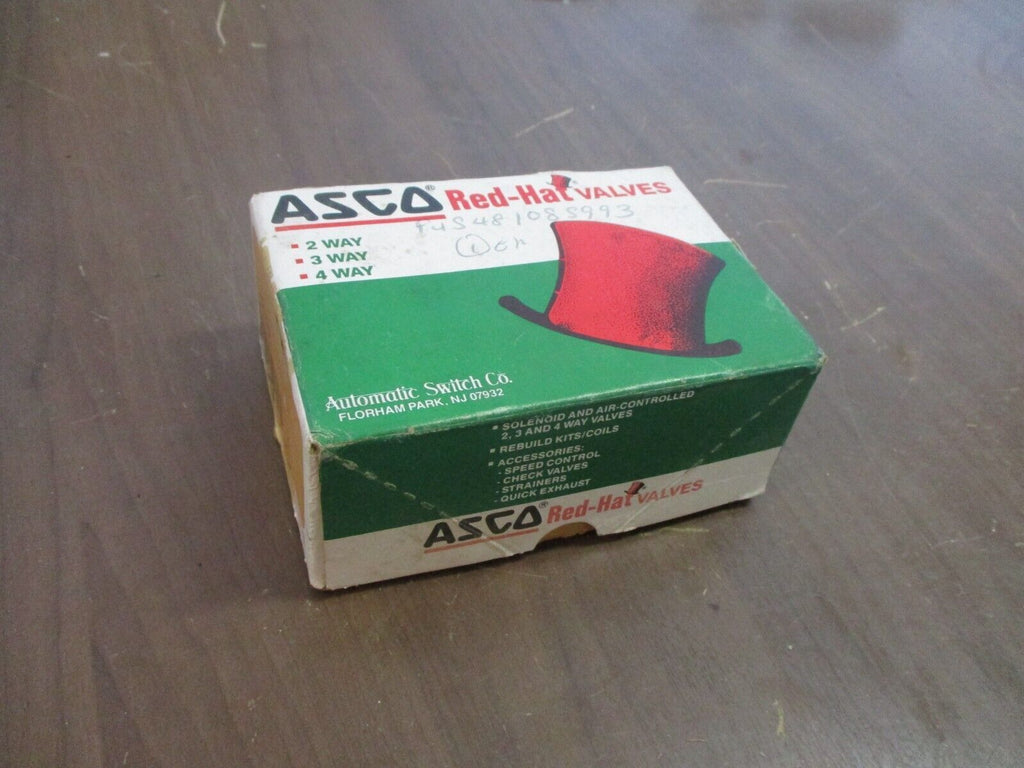 ASCO® Red-Hat® VALVES
2 WAY
3 WAY
4 WAY
Automatic Switch Co.
FLORHAM PARK, NJ 07932
SOLENOID AND AIR-CONTROLLED
2, 3 AND 4 WAY VALVES
REBUILD KITS/COILS
ACCESSORIES:
- SPEED CONTROL
- CHECK VALVES
- STRAINERS
- QUICK EXHAUST
ASCO® Red-Hat VALVES